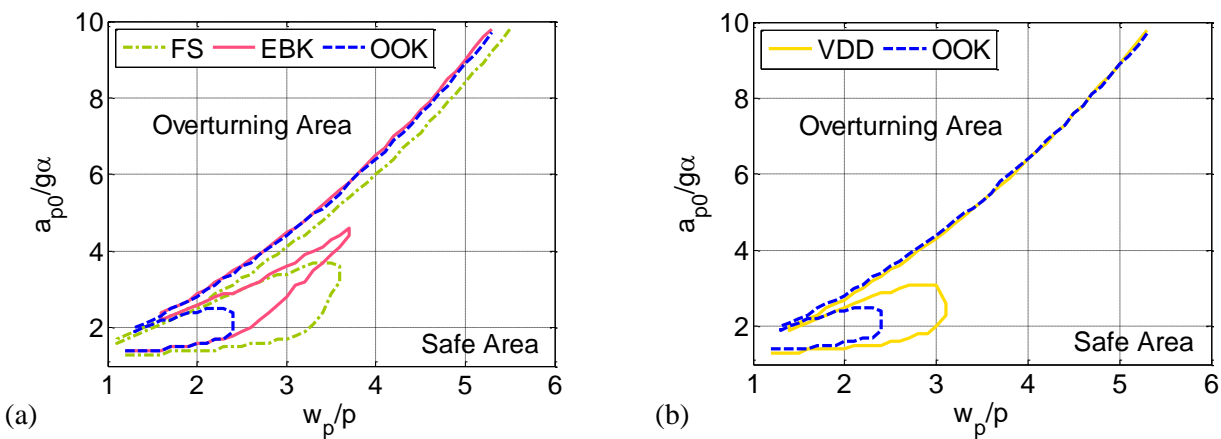 10
8
6
4
2
1 2 3 4 5 6
a_p0/gα
w_p/p
FS EBK OOK
Overturning Area
Safe Area
(a)
10
8
6
4
2
1 2 3 4 5 6
a_p0/gα
w_p/p
VDD OOK
Overturning Area
Safe Area
(b)